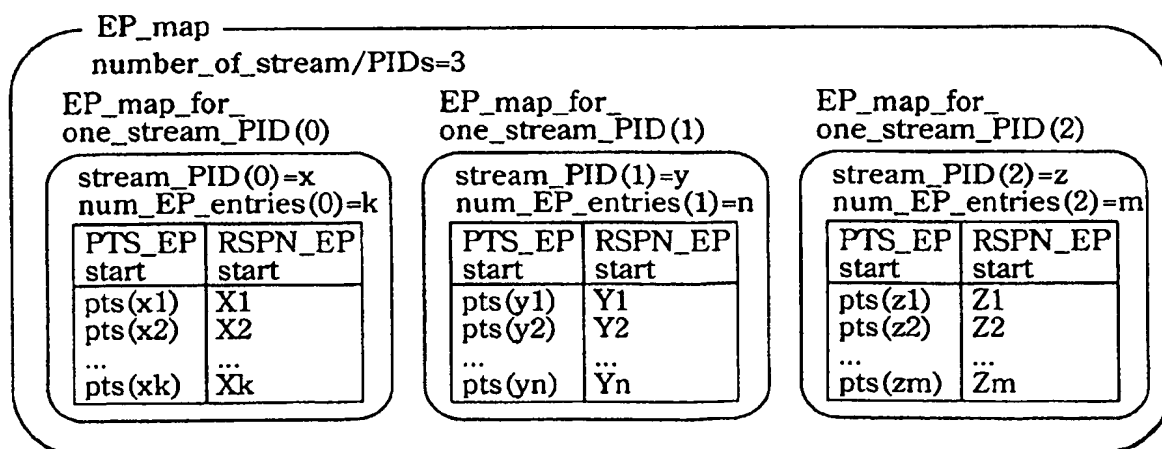 EP_map
number_of_stream/PIDs=3
EP_map_for_
one_stream_PID(0)
stream_PID(0)=x
num_EP_entries(0)=k
PTS_EP RSPN_EP
start start
pts(x1) X1
pts(x2) X2
... ...
pts(xk) Xk
EP_map_for_
one_stream_PID(1)
stream_PID(1)=y
num_EP_entries(1)=n
PTS_EP RSPN_EP
start start
pts(y1) Y1
pts(y2) Y2
... ...
pts(yn) Yn
EP_map_for_
one_stream_PID(2)
stream_PID(2)=z
num_EP_entries(2)=m
PTS_EP RSPN_EP
start start
pts(z1) Z1
pts(z2) Z2
... ...
pts(zm) Zm